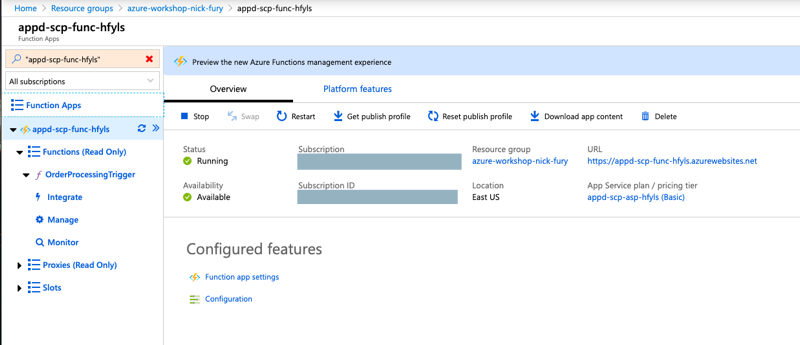 Home > Resource groups > azure-workshop-nick-fury > appd-scp-func-hfyls
appd-scp-func-hfyls
Function Apps
"appd-scp-func-hfyls"
All subscriptions
Function Apps
appd-scp-func-hfyls
Functions (Read Only)
OrderProcessingTrigger
Integrate
Manage
Monitor
Proxies (Read Only)
Slots
Preview the new Azure Functions management experience
Overview Platform features
Stop Swap Restart Get publish profile Reset publish profile Download app content Delete
Status Subscription Resource group URL
Running azure-workshop-nick-fury https://appd-scp-func-hfyls.azurewebsites.net
Availability Subscription ID Location App Service plan / pricing tier
Available East US appd-scp-asp-hfyls (Basic)
Configured features
Function app settings
Configuration